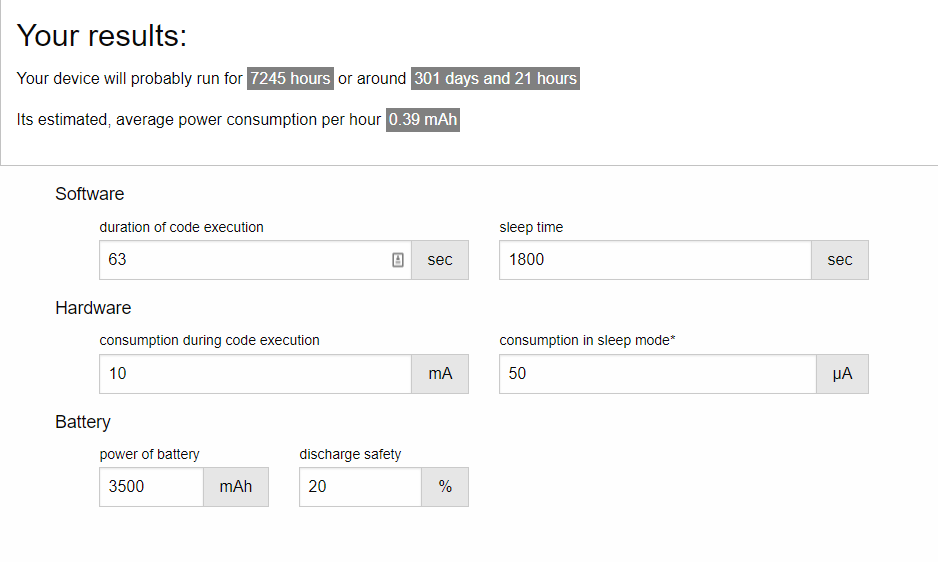 Your results:
Your device will probably run for 7245 hours or around 301 days and 21 hours
Its estimated, average power consumption per hour 0.39 mAh
Software
duration of code execution sleep time
63 sec 1800 sec
Hardware
consumption during code execution consumption in sleep mode*
10 mA 50 µA
Battery
power of battery discharge safety
3500 mAh 20 %